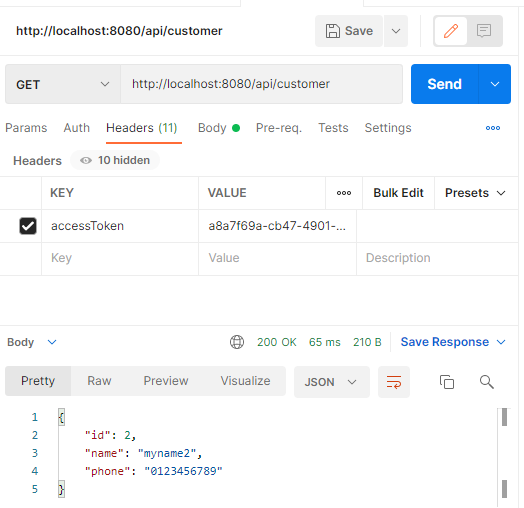 http://localhost:8080/api/customer
Save
GET
http://localhost:8080/api/customer
Send
Params Auth Headers (11) Body Pre-req. Tests Settings
Headers 10 hidden
KEY VALUE Bulk Edit Presets
accessToken a8a7f69a-cb47-4901-...
Key Value Description
Body 200 OK 65 ms 210 B Save Response
Pretty Raw Preview Visualize JSON
1 {
2 "id": 2,
3 "name": "myname2",
4 "phone": "0123456789"
5 }